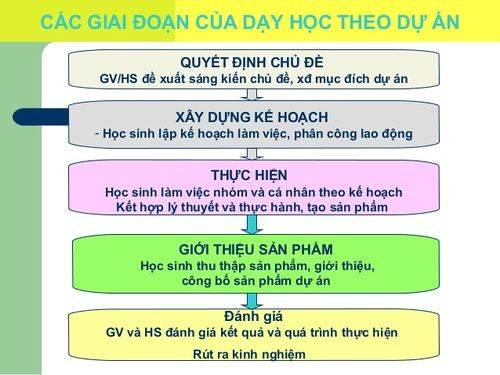 CÁC GIAI ĐOẠN CỦA DẠY HỌC THEO DỰ ÁN
QUYẾT ĐỊNH CHỦ ĐỀ
GV/HS đề xuất sáng kiến chủ đề, xđ mục đích dự án
XÂY DỰNG KẾ HOẠCH
- Học sinh lập kế hoạch làm việc, phân công lao động
THỰC HIỆN
Học sinh làm việc nhóm và cá nhân theo kế hoạch
Kết hợp lý thuyết và thực hành, tạo sản phẩm
GIỚI THIỆU SẢN PHẨM
Học sinh thu thập sản phẩm, giới thiệu,
công bố sản phẩm dự án
Đánh giá
GV và HS đánh giá kết quả và quá trình thực hiện
Rút ra kinh nghiệm